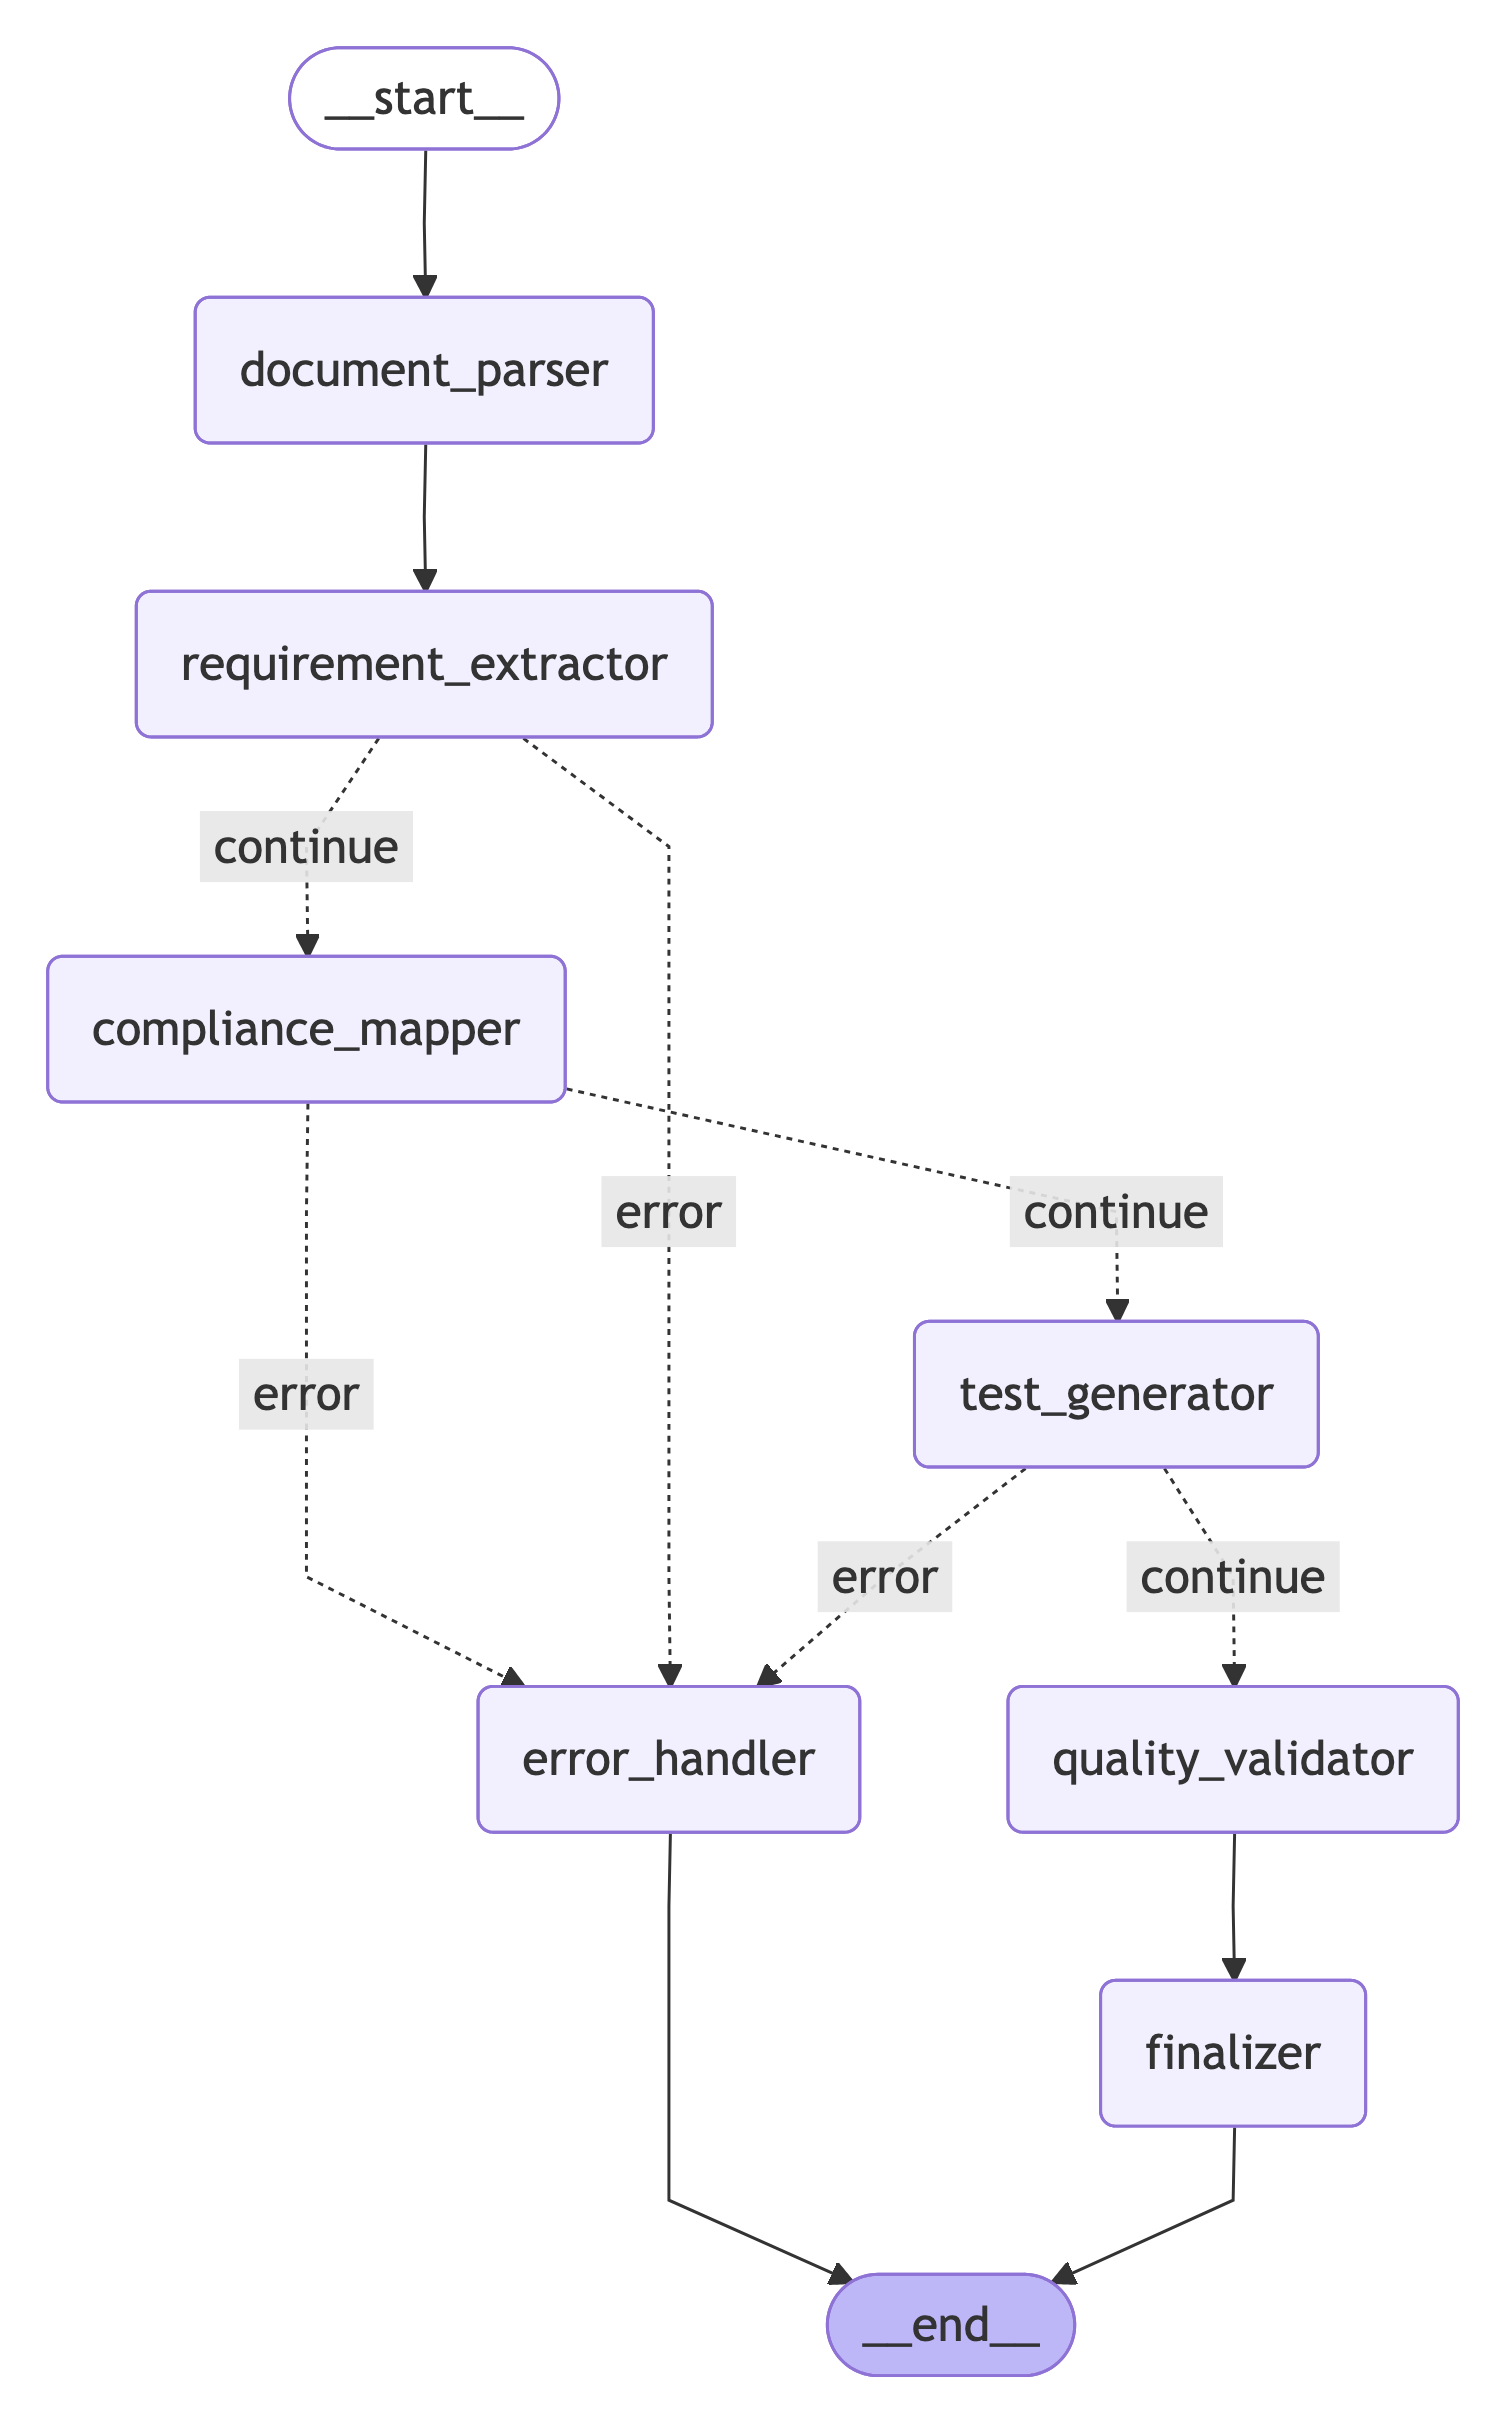 __start__
document_parser
requirement_extractor
continue
compliance_mapper
error
continue
error
test_generator
error
continue
error_handler
quality_validator
finalizer
__end__